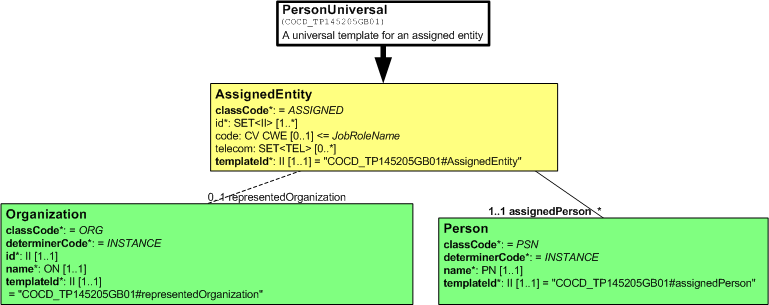 PersonUniversal
(COCD_TP145205GB01)
A universal template for an assigned entity
AssignedEntity
classCode*: = ASSIGNED
id*: SET<II> [1..*]
code: CV CWE [0..1] <= JobRoleName
telecom: SET<TEL> [0..*]
templateId*: II [1..1] = "COCD_TP145205GB01#AssignedEntity"
0..1 representedOrganization
1..1 assignedPerson *
Organization
classCode*: = ORG
determinerCode*: = INSTANCE
id*: II [1..1]
name*: ON [1..1]
templateId*: II [1..1]
= "COCD_TP145205GB01#representedOrganization"
Person
classCode*: = PSN
determinerCode*: = INSTANCE
name*: PN [1..1]
templateId*: II [1..1] = "COCD_TP145205GB01#assignedPerson"